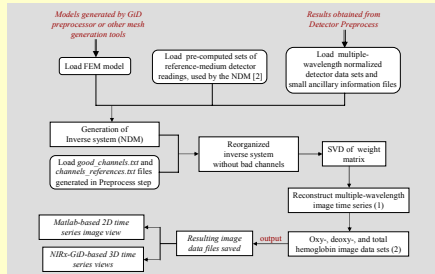 Models generated by GiD
preprocessor or other mesh
generation tools
Results obtained from
Detector Preprocess
Load FEM model
Load pre-computed sets of
reference-medium detector
readings, used by the NDM [2]
Load multiple-
wavelength normalized
detector data sets and
small ancillary information files
Generation of
Inverse system (NDM)
Load good_channels.txt and
channels_references.txt files
generated in Preprocess step
Reorganized
inverse system
without bad channels
SVD of weight
matrix
Reconstruct multiple-wavelength
image time series (1)
Matlab-based 2D time
series image view
NIRx-GiD-based 3D time
series views
Resulting image
data files saved
output
Oxy-, deoxy-, and total
hemoglobin image data sets (2)